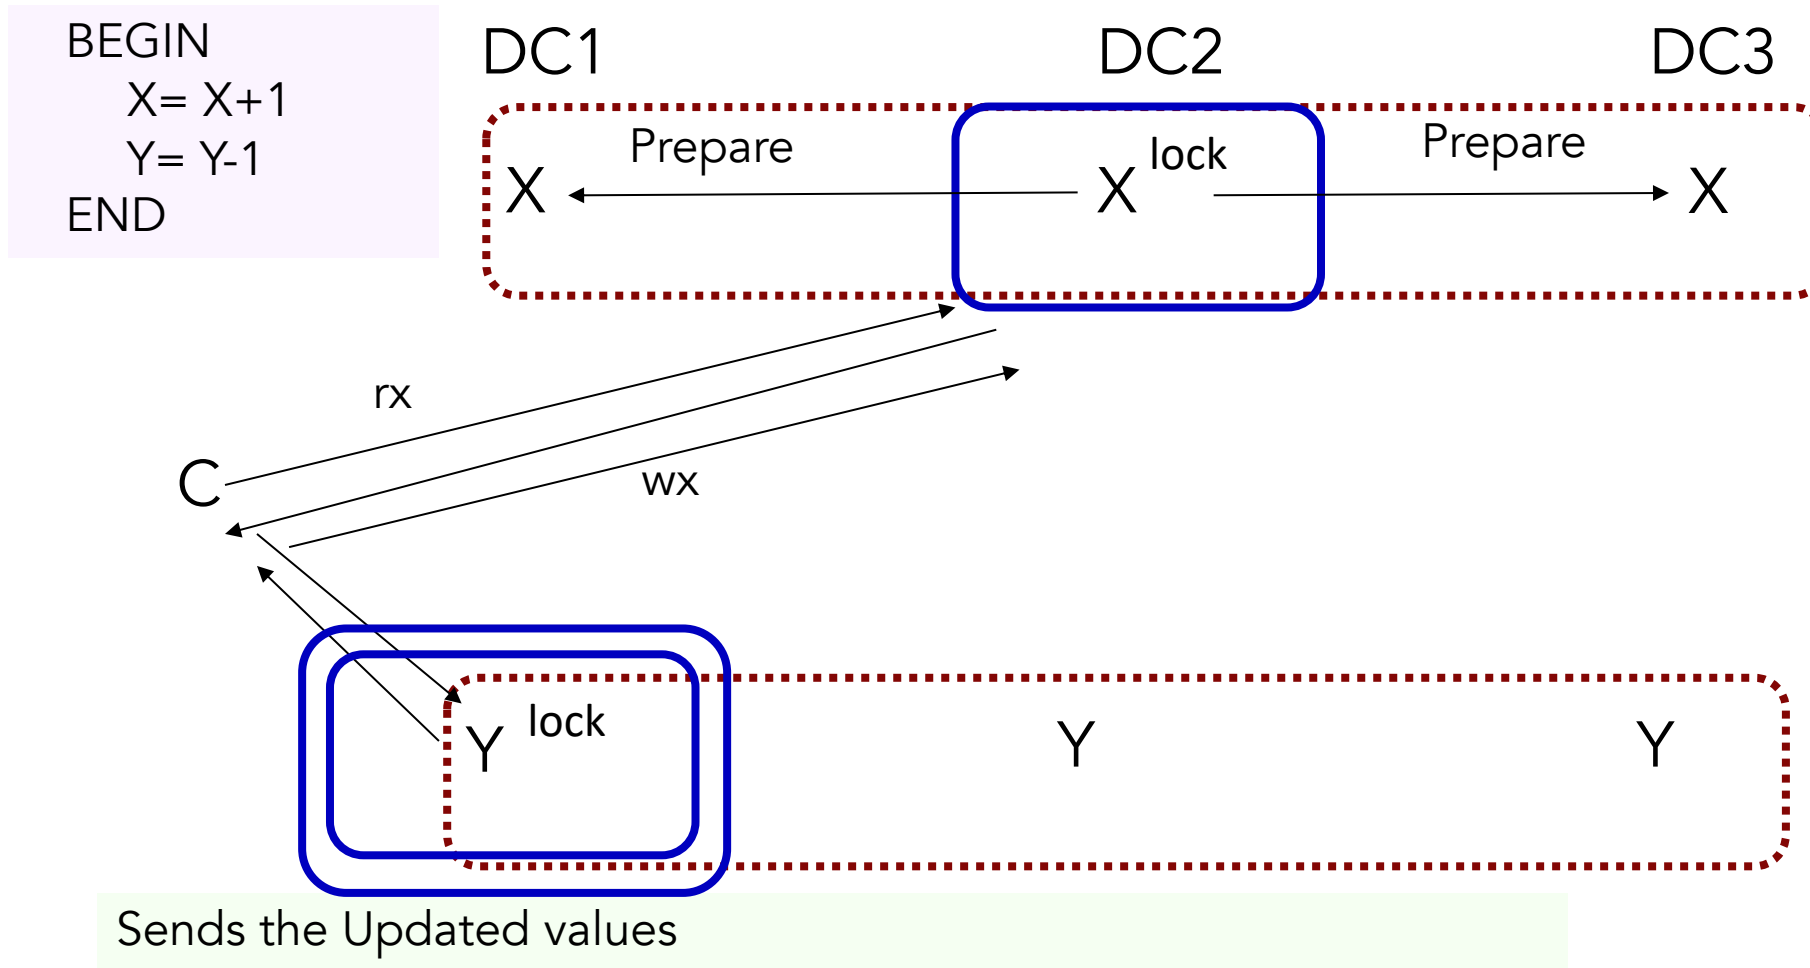 BEGIN
X= X+1
Y= Y-1
END
DC1 DC2 DC3
Prepare lock Prepare
X X X
rx
C
wx
lock
Y Y Y
Sends the Updated values